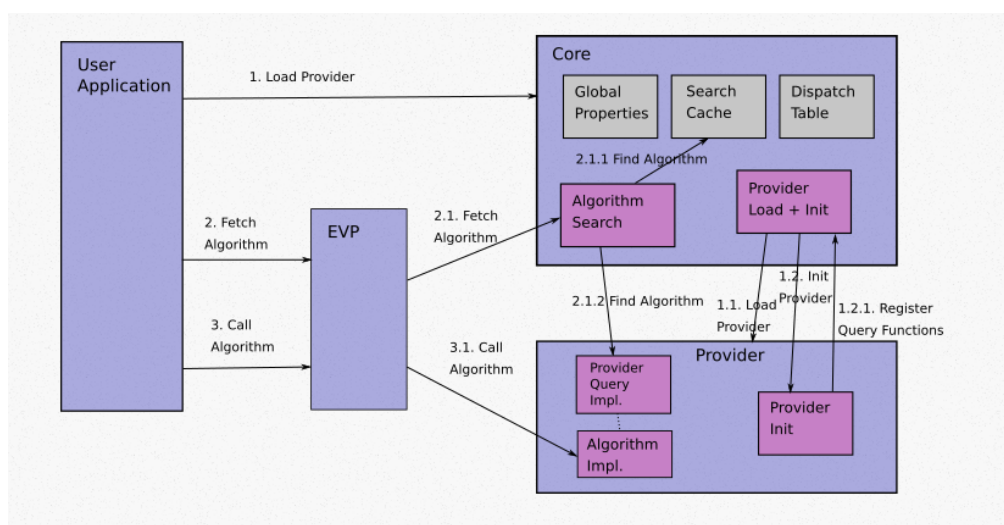 User
Application
1. Load Provider
Core
Global
Properties
Search
Cache
Dispatch
Table
2.1.1 Find Algorithm
Algorithm
Search
Provider
Load + Init
2. Fetch
Algorithm
EVP
2.1. Fetch
Algorithm
3. Call
Algorithm
3.1. Call
Algorithm
2.1.2 Find Algorithm
1.1. Load
Provider
1.2. Init
Provider
1.2.1. Register
Query Functions
Provider
Provider
Query
Impl.
Algorithm
Impl.
Provider
Init